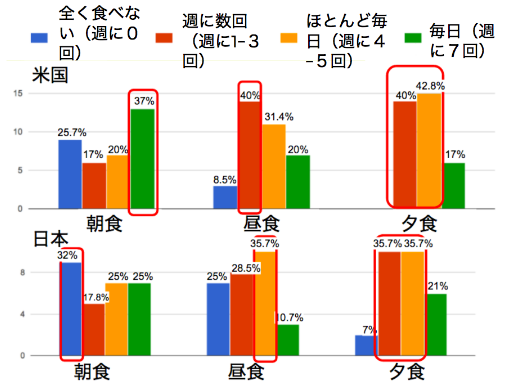 全く食べな
い（週に０
回）
週に数回
（週に1-３
回）
ほとんど毎
日（週に４
-５回）
毎日（週
に７回）
米国
15
10
5
0
25.7%
17%
20%
37%
8.5%
40%
31.4%
20%
40%
42.8%
17%
朝食
昼食
夕食
日本
8
4
0
32%
17.8%
25%
25%
25%
28.5%
35.7%
10.7%
7%
35.7%
35.7%
21%
朝食
昼食
夕食